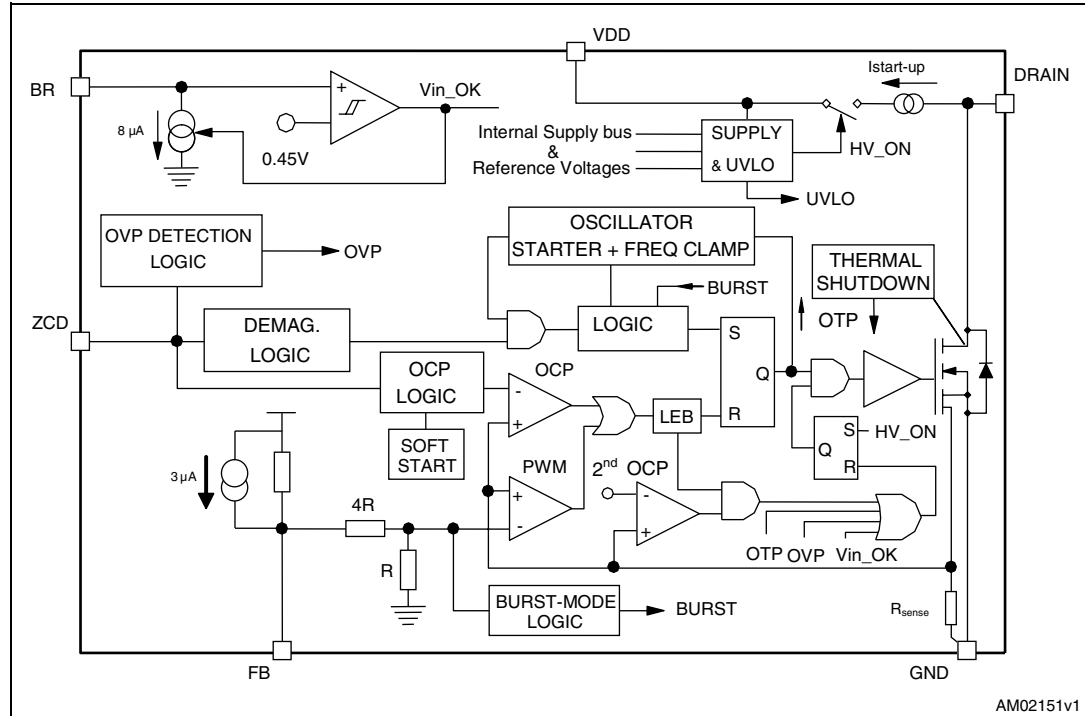 VDD
DRAIN
BR
Istart-up
Vin_OK
+
-
8 µA
0.45V
Internal Supply bus
&
Reference Voltages
SUPPLY
& UVLO
HV_ON
UVLO
OVP DETECTION
LOGIC
OVP
OSCILLATOR
STARTER + FREQ CLAMP
BURST
THERMAL
SHUTDOWN
ZCD
DEMAG.
LOGIC
LOGIC
OTP
S
Q
R
OCP
LOGIC
OCP
-
+
LEB
SOFT
START
S
Q
R
HV_ON
3 µA
PWM
+
-
2nd OCP
-
+
4R
R
OTP
OVP
Vin_OK
BURST-MODE
LOGIC
BURST
Rsense
FB
GND
AM02151v1